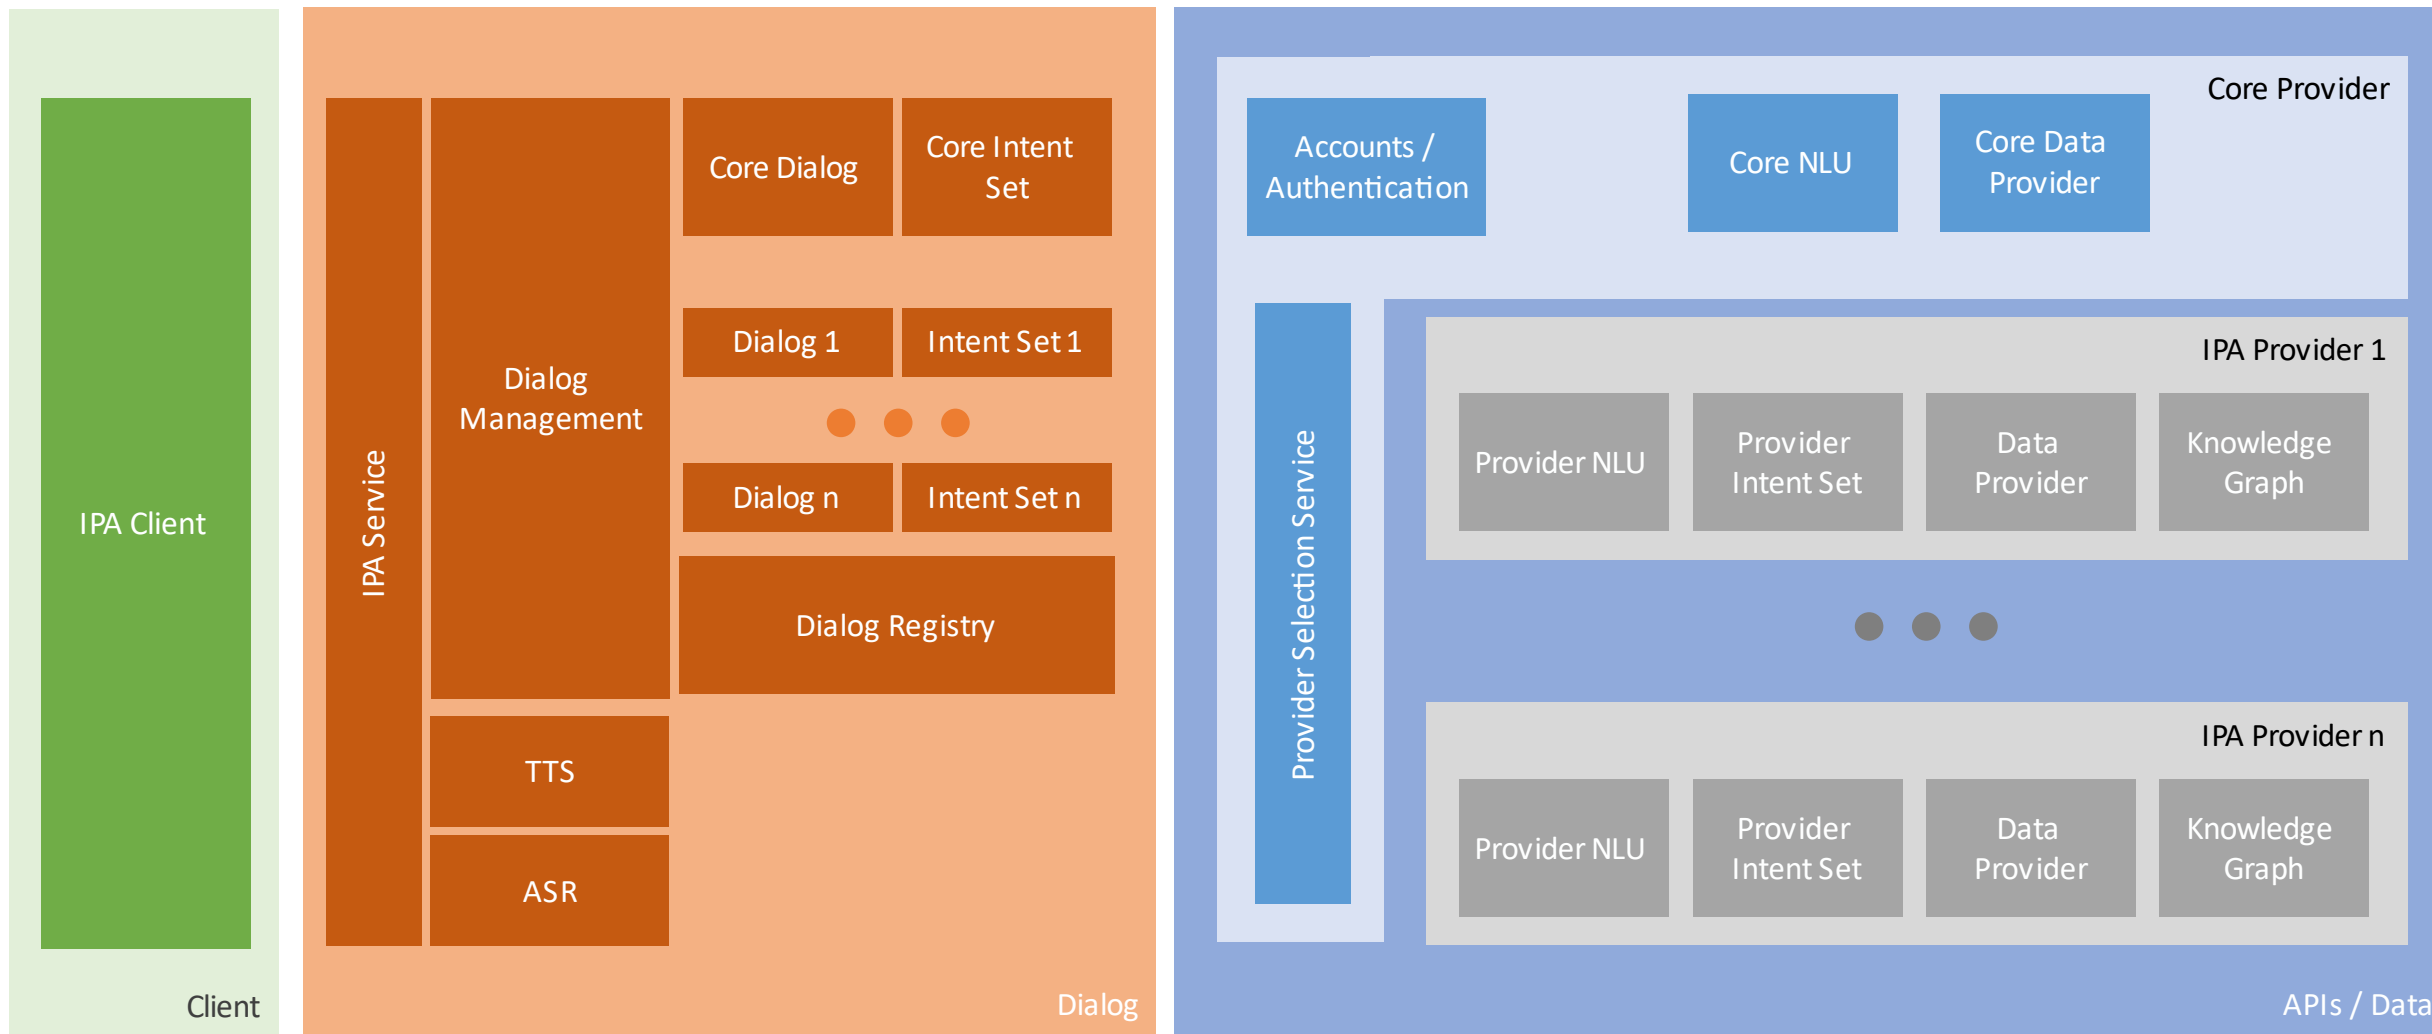 IPA Client
Client
IPA Service
Dialog
Management
TTS
ASR
Core Dialog
Core Intent
Set
Dialog 1
Intent Set 1
Dialog n
Intent Set n
Dialog Registry
Dialog
Core Provider
Accounts /
Authentication
Core NLU
Core Data
Provider
Provider Selection Service
IPA Provider 1
Provider NLU
Provider
Intent Set
Data
Provider
Knowledge
Graph
IPA Provider n
Provider NLU
Provider
Intent Set
Data
Provider
Knowledge
Graph
APIs / Data